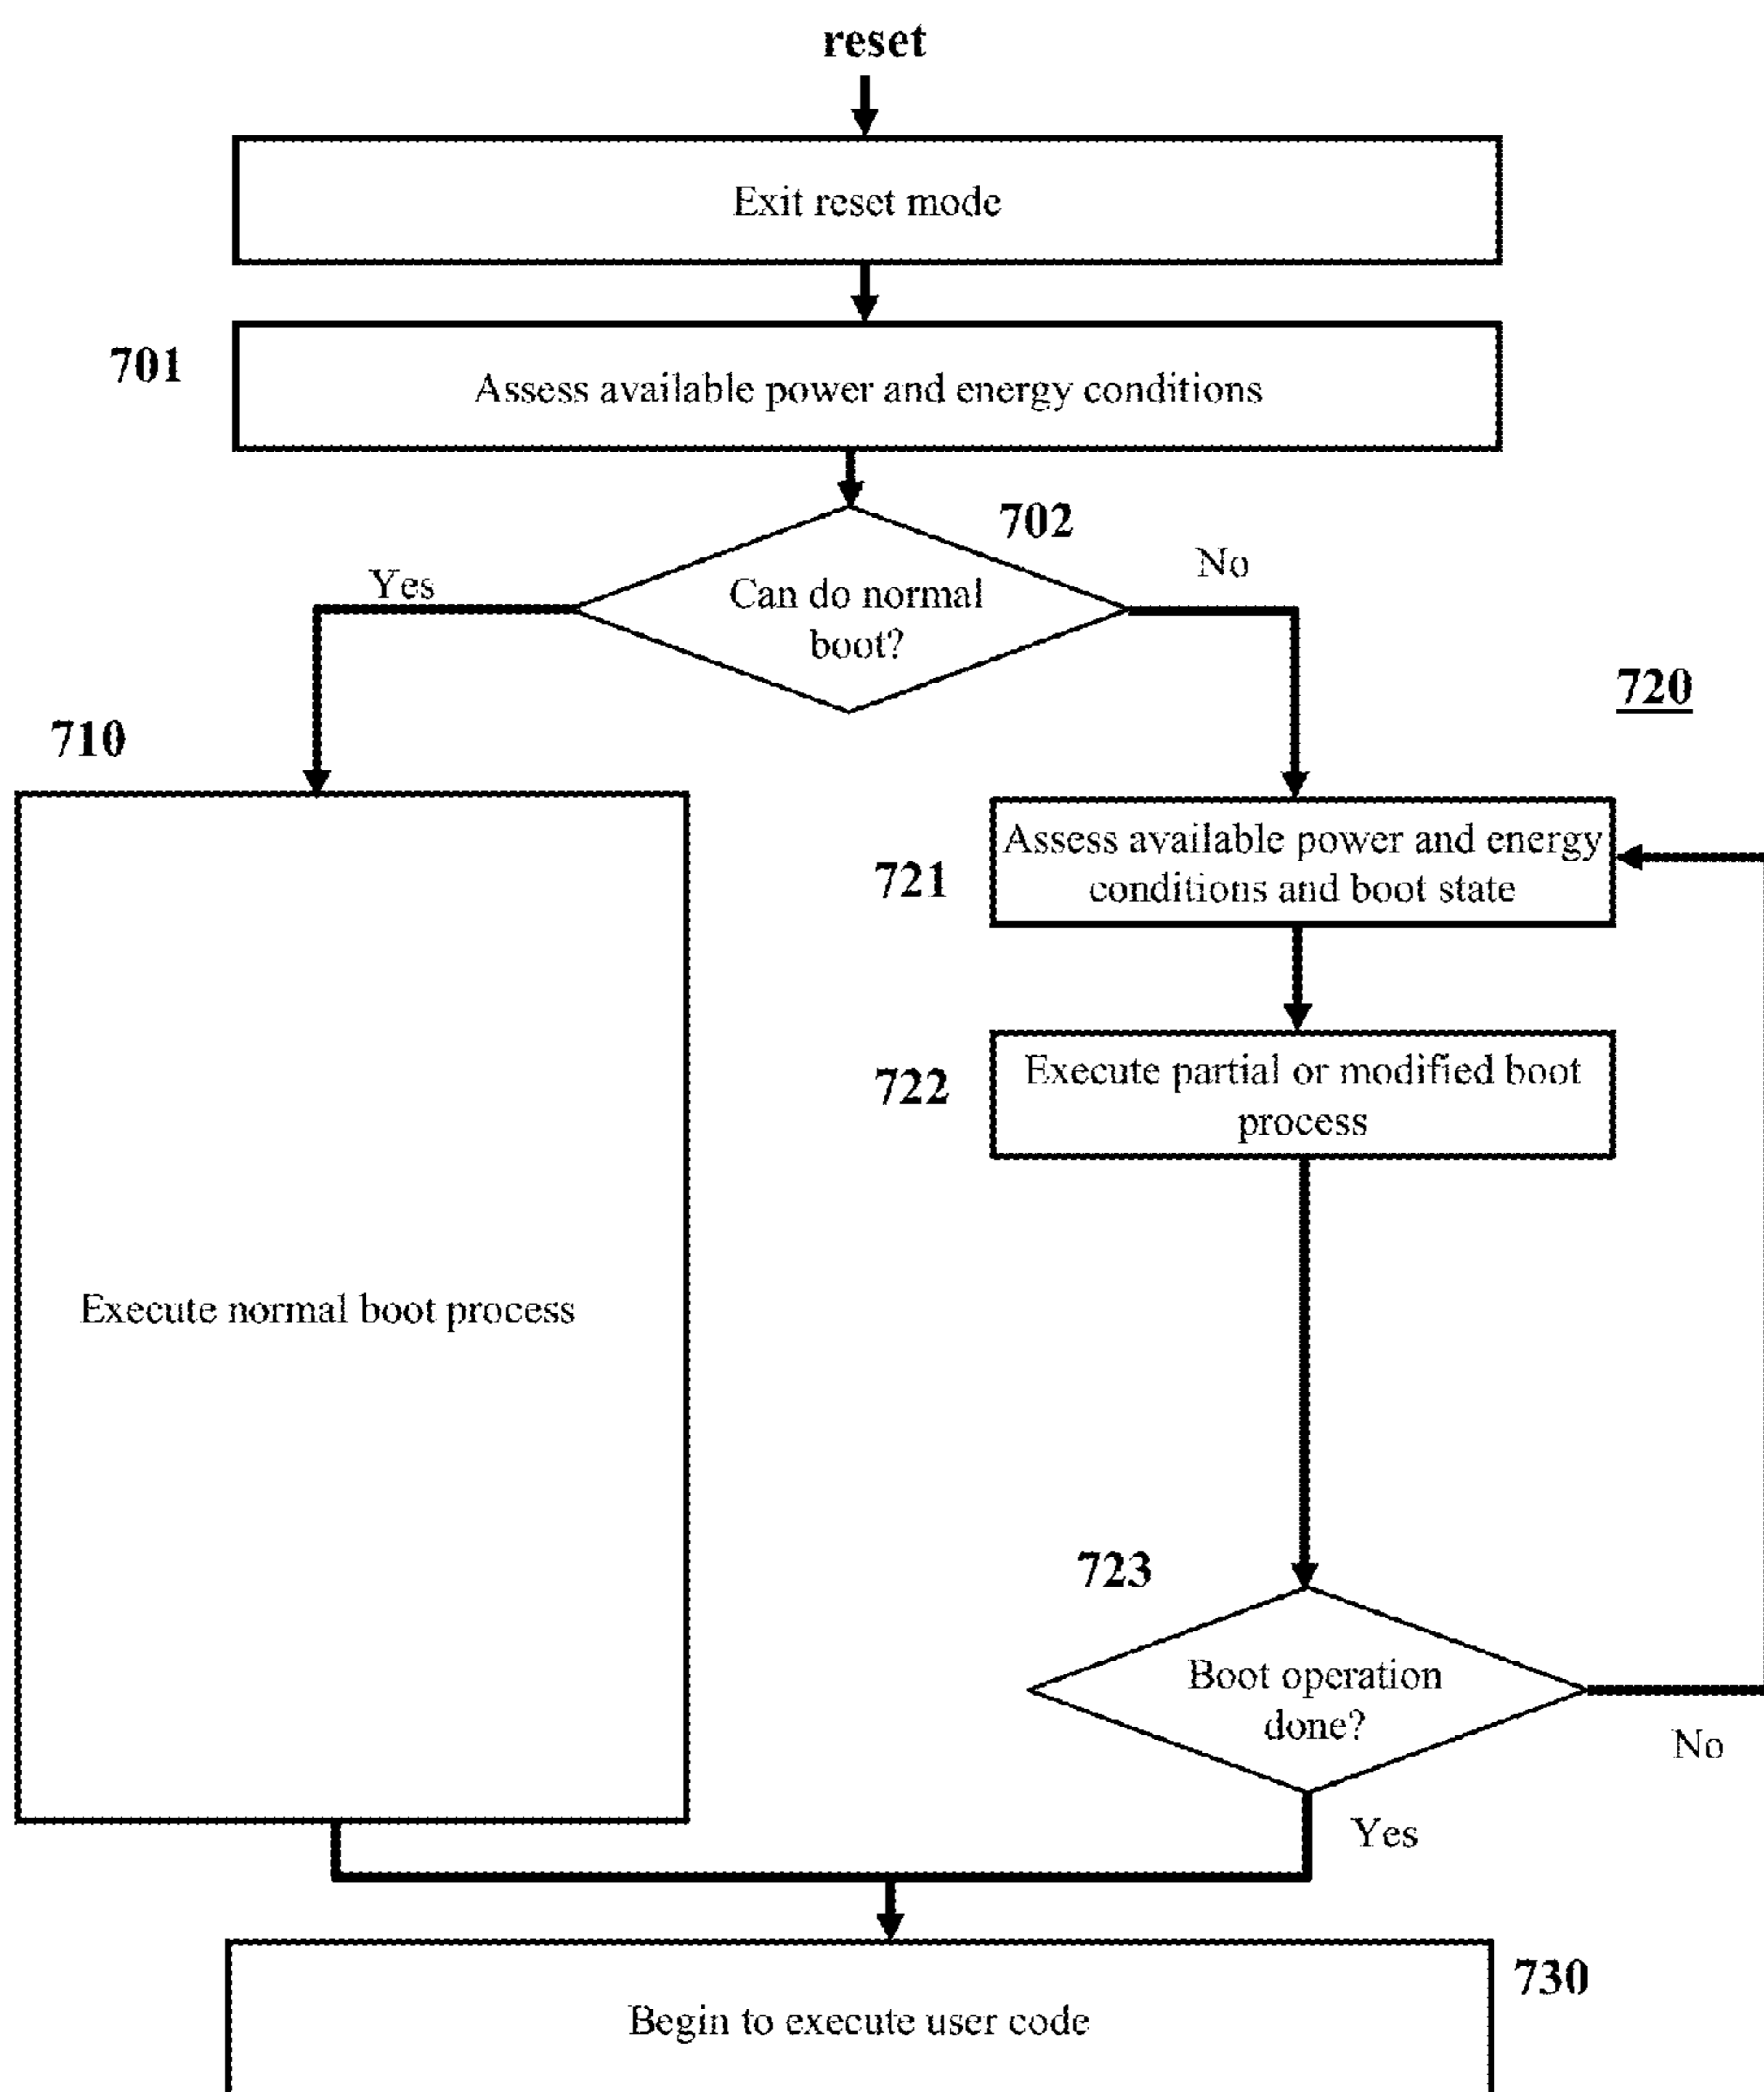 reset
Exit reset mode
701
Assess available power and energy conditions
702
Yes
No
Can do normal
boot?
720
710
Assess available power and energy
conditions and boot state
721
Execute partial or modified boot
process
722
Execute normal boot process
723
Boot operation
done?
No
Yes
730
Begin to execute user code